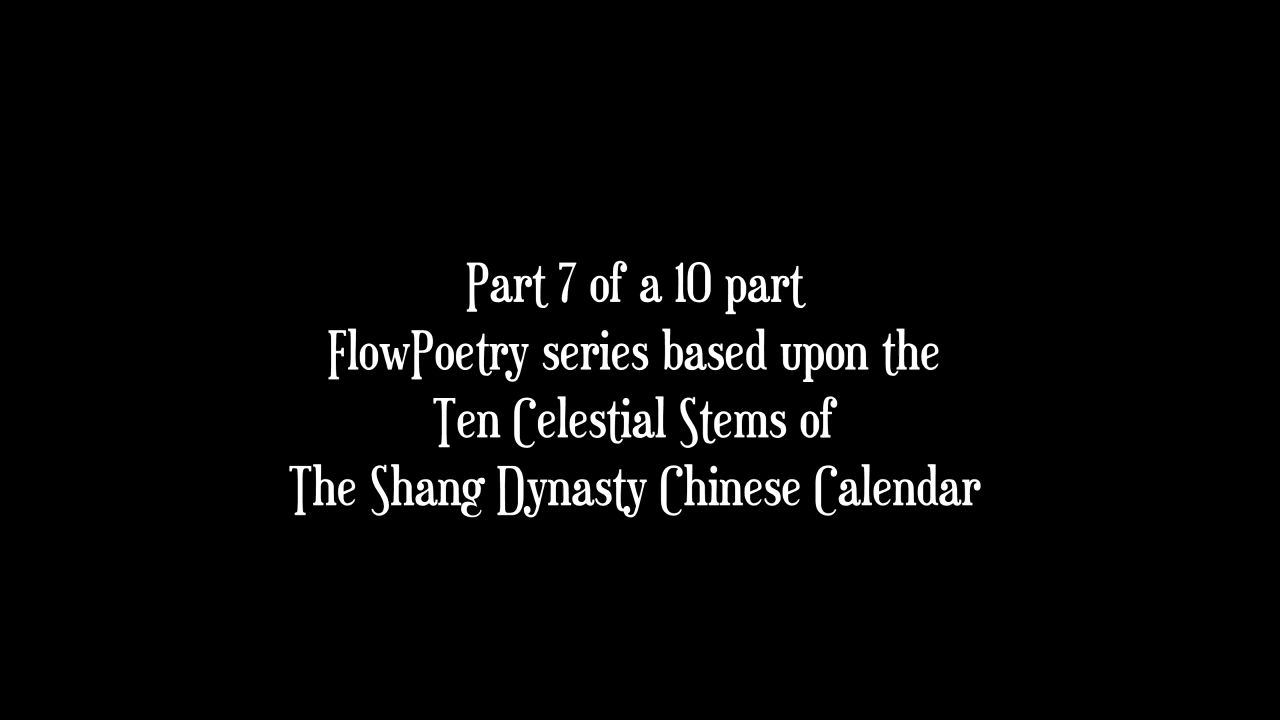 Part 7 of a 10 part
FlowPoetry series based upon the
Ten Celestial Stems of
The Shang Dynasty Chinese Calendar